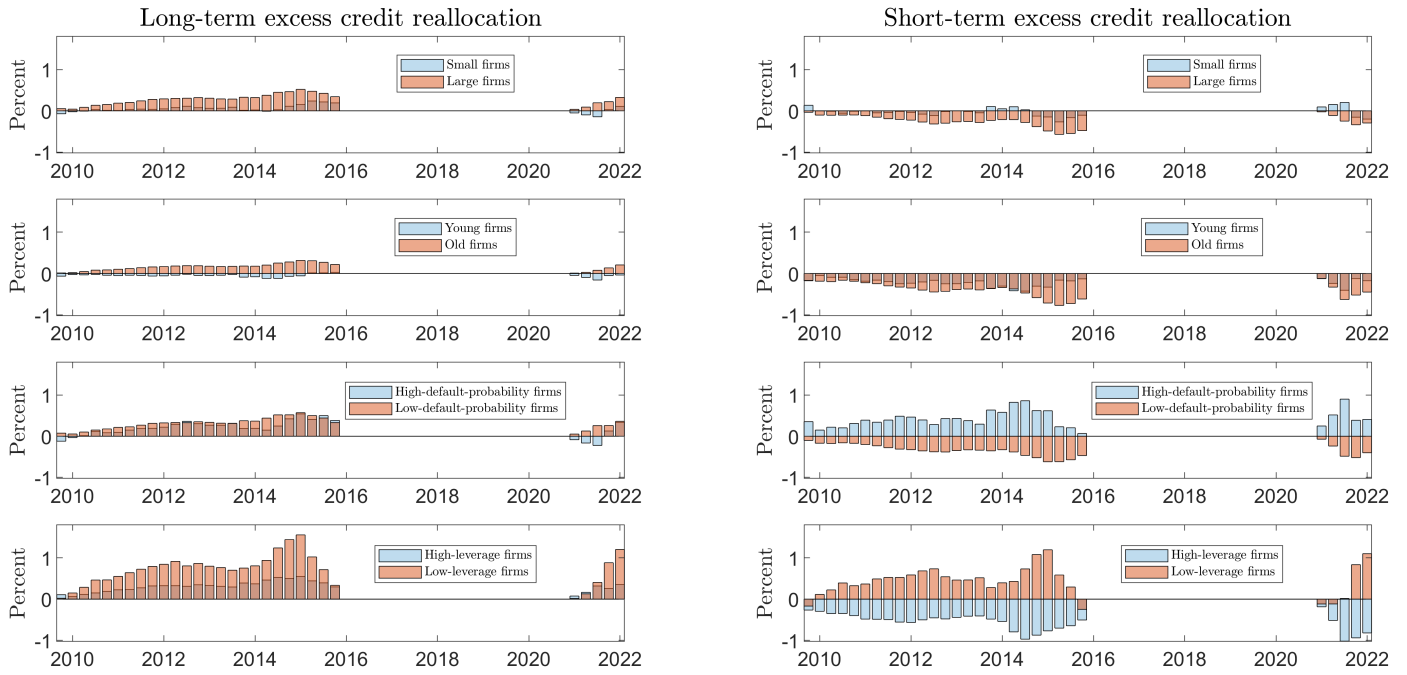 Long-term excess credit reallocation
Short-term excess credit reallocation
Percent
1
0
-1
Small firms
Large firms
2010 2012 2014 2016 2018 2020 2022
Percent
1
0
-1
Small firms
Large firms
2010 2012 2014 2016 2018 2020 2022
Percent
1
0
-1
Young firms
Old firms
2010 2012 2014 2016 2018 2020 2022
Percent
1
0
-1
Young firms
Old firms
2010 2012 2014 2016 2018 2020 2022
Percent
1
0
-1
High-default-probability firms
Low-default-probability firms
2010 2012 2014 2016 2018 2020 2022
Percent
1
0
-1
High-default-probability firms
Low-default-probability firms
2010 2012 2014 2016 2018 2020 2022
Percent
1
0
-1
High-leverage firms
Low-leverage firms
2010 2012 2014 2016 2018 2020 2022
Percent
1
0
-1
High-leverage firms
Low-leverage firms
2010 2012 2014 2016 2018 2020 2022